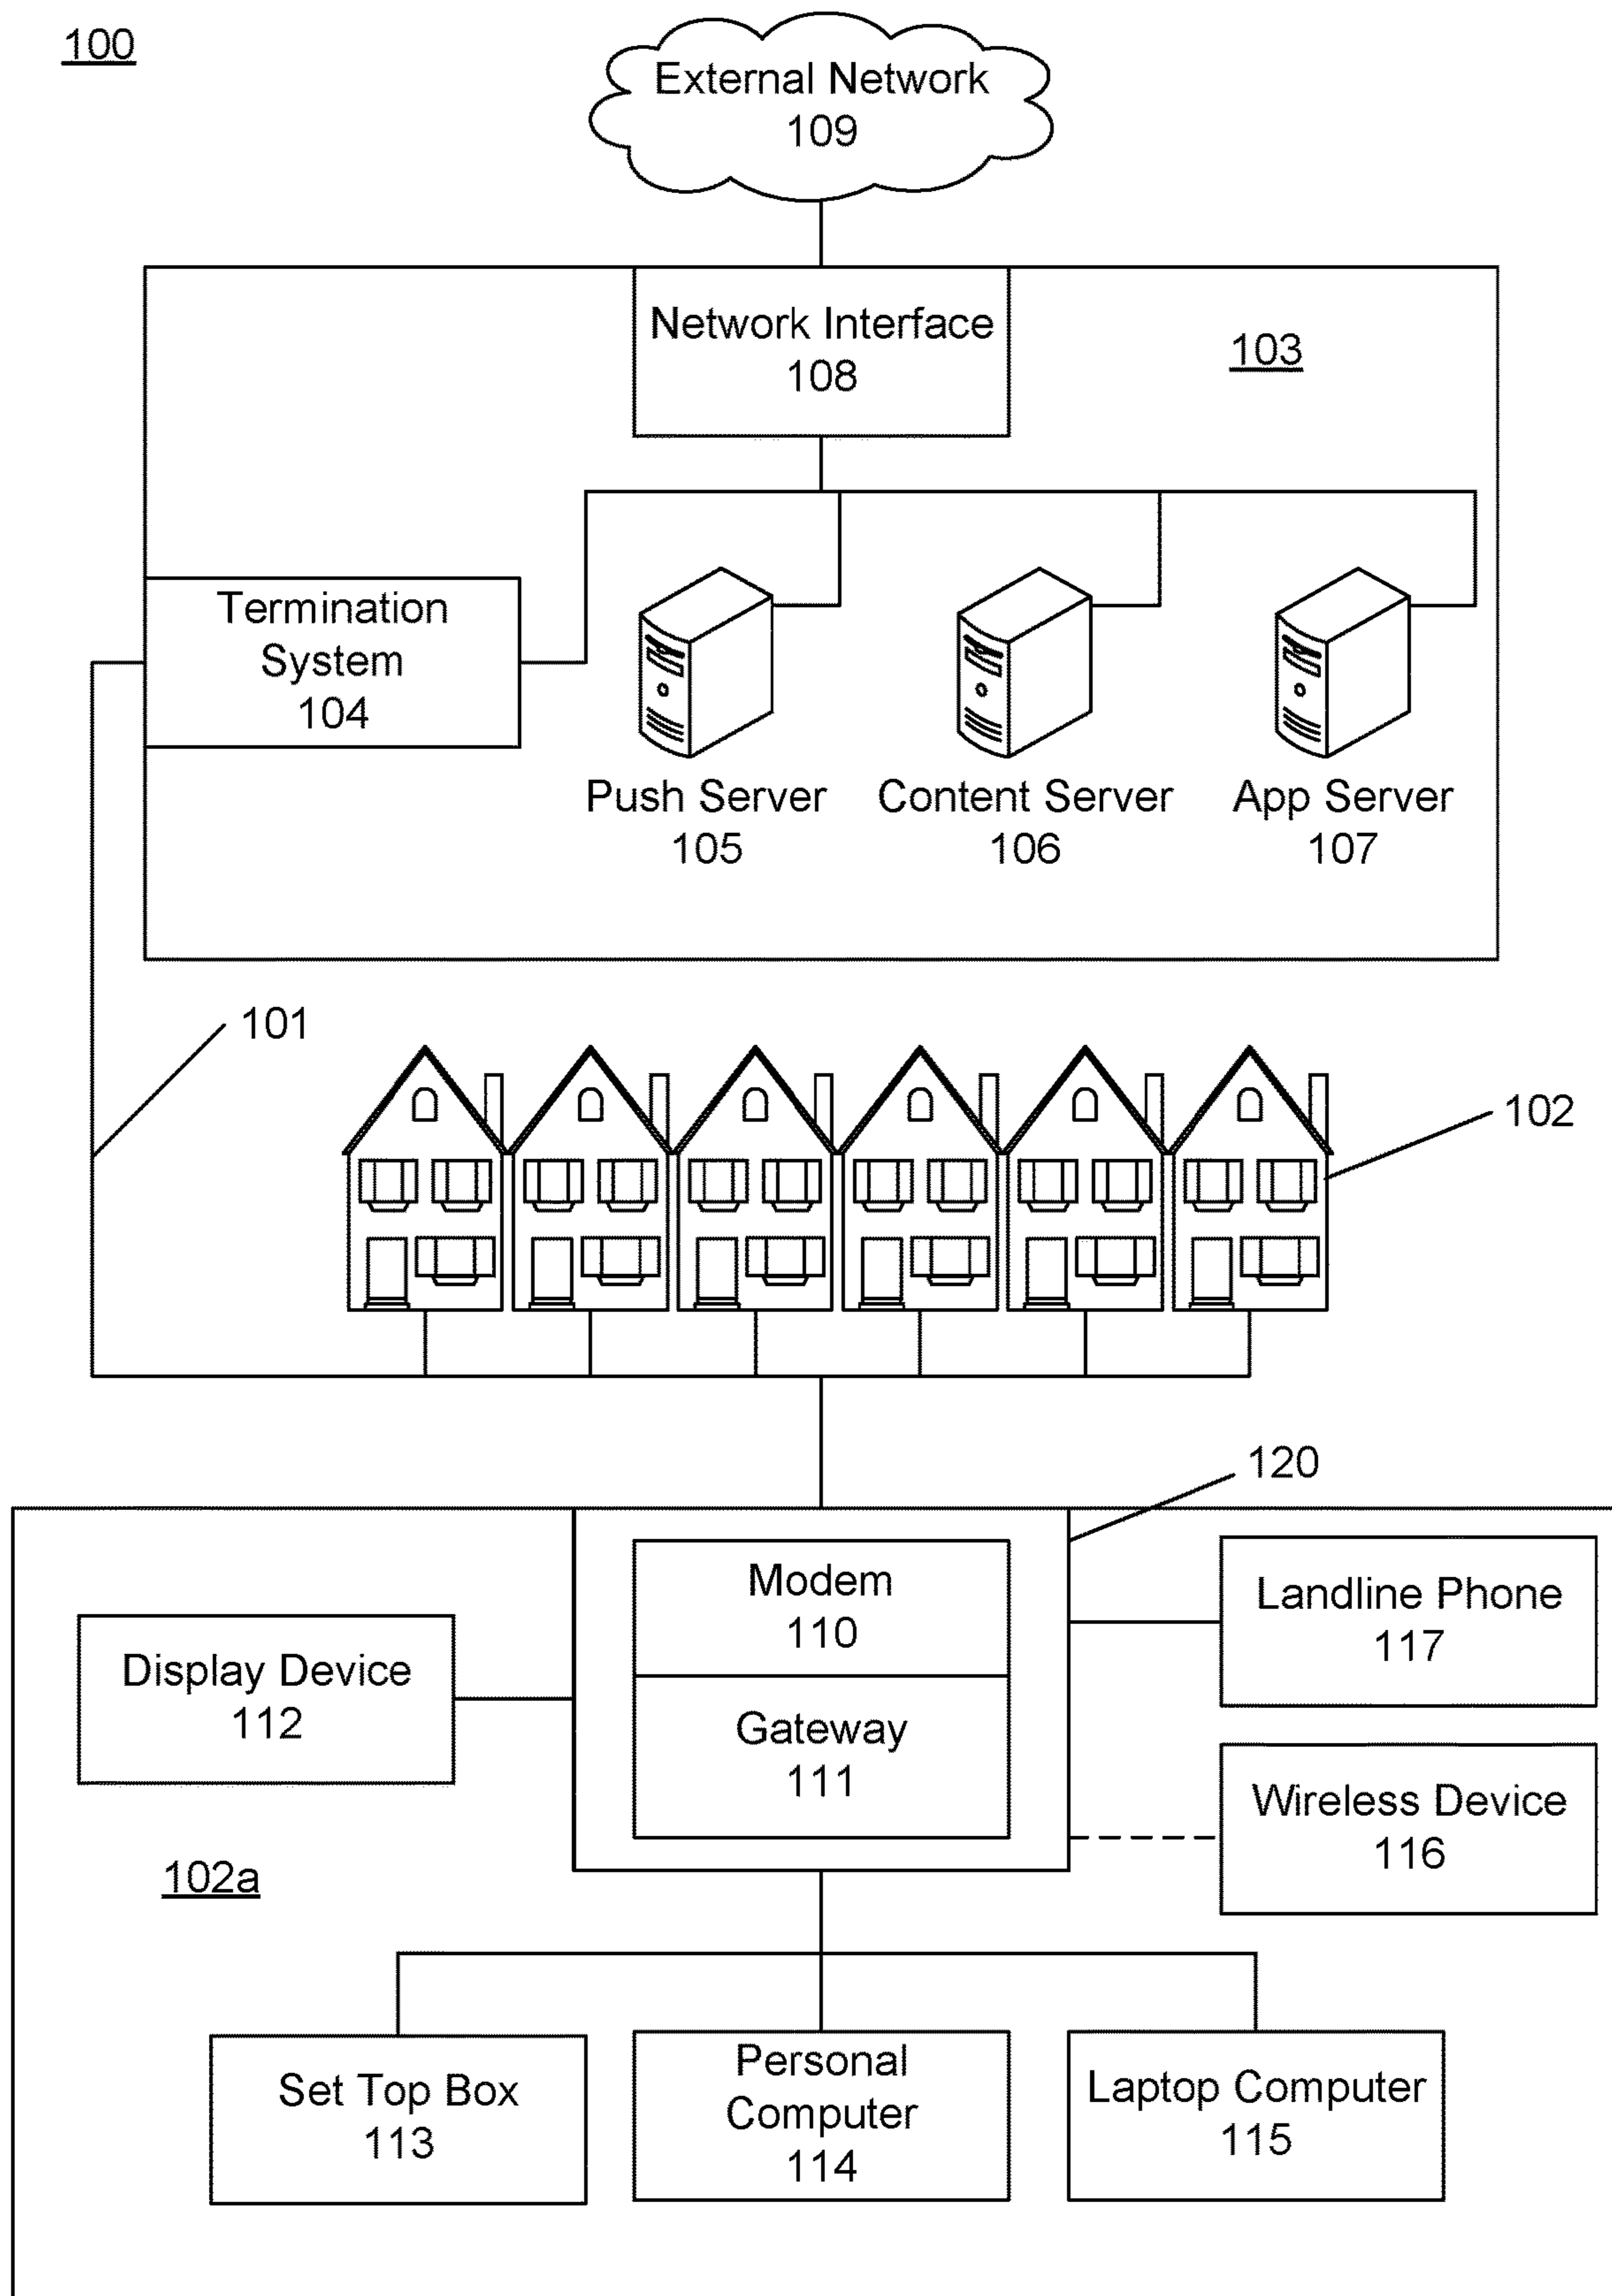 100
External Network
109
Network Interface
108
103
Termination
System
104
Push Server
105
Content Server
106
App Server
107
101
102
120
Modem
110
Gateway
111
Display Device
112
Landline Phone
117
Wireless Device
116
102a
Set Top Box
113
Personal
Computer
114
Laptop Computer
115